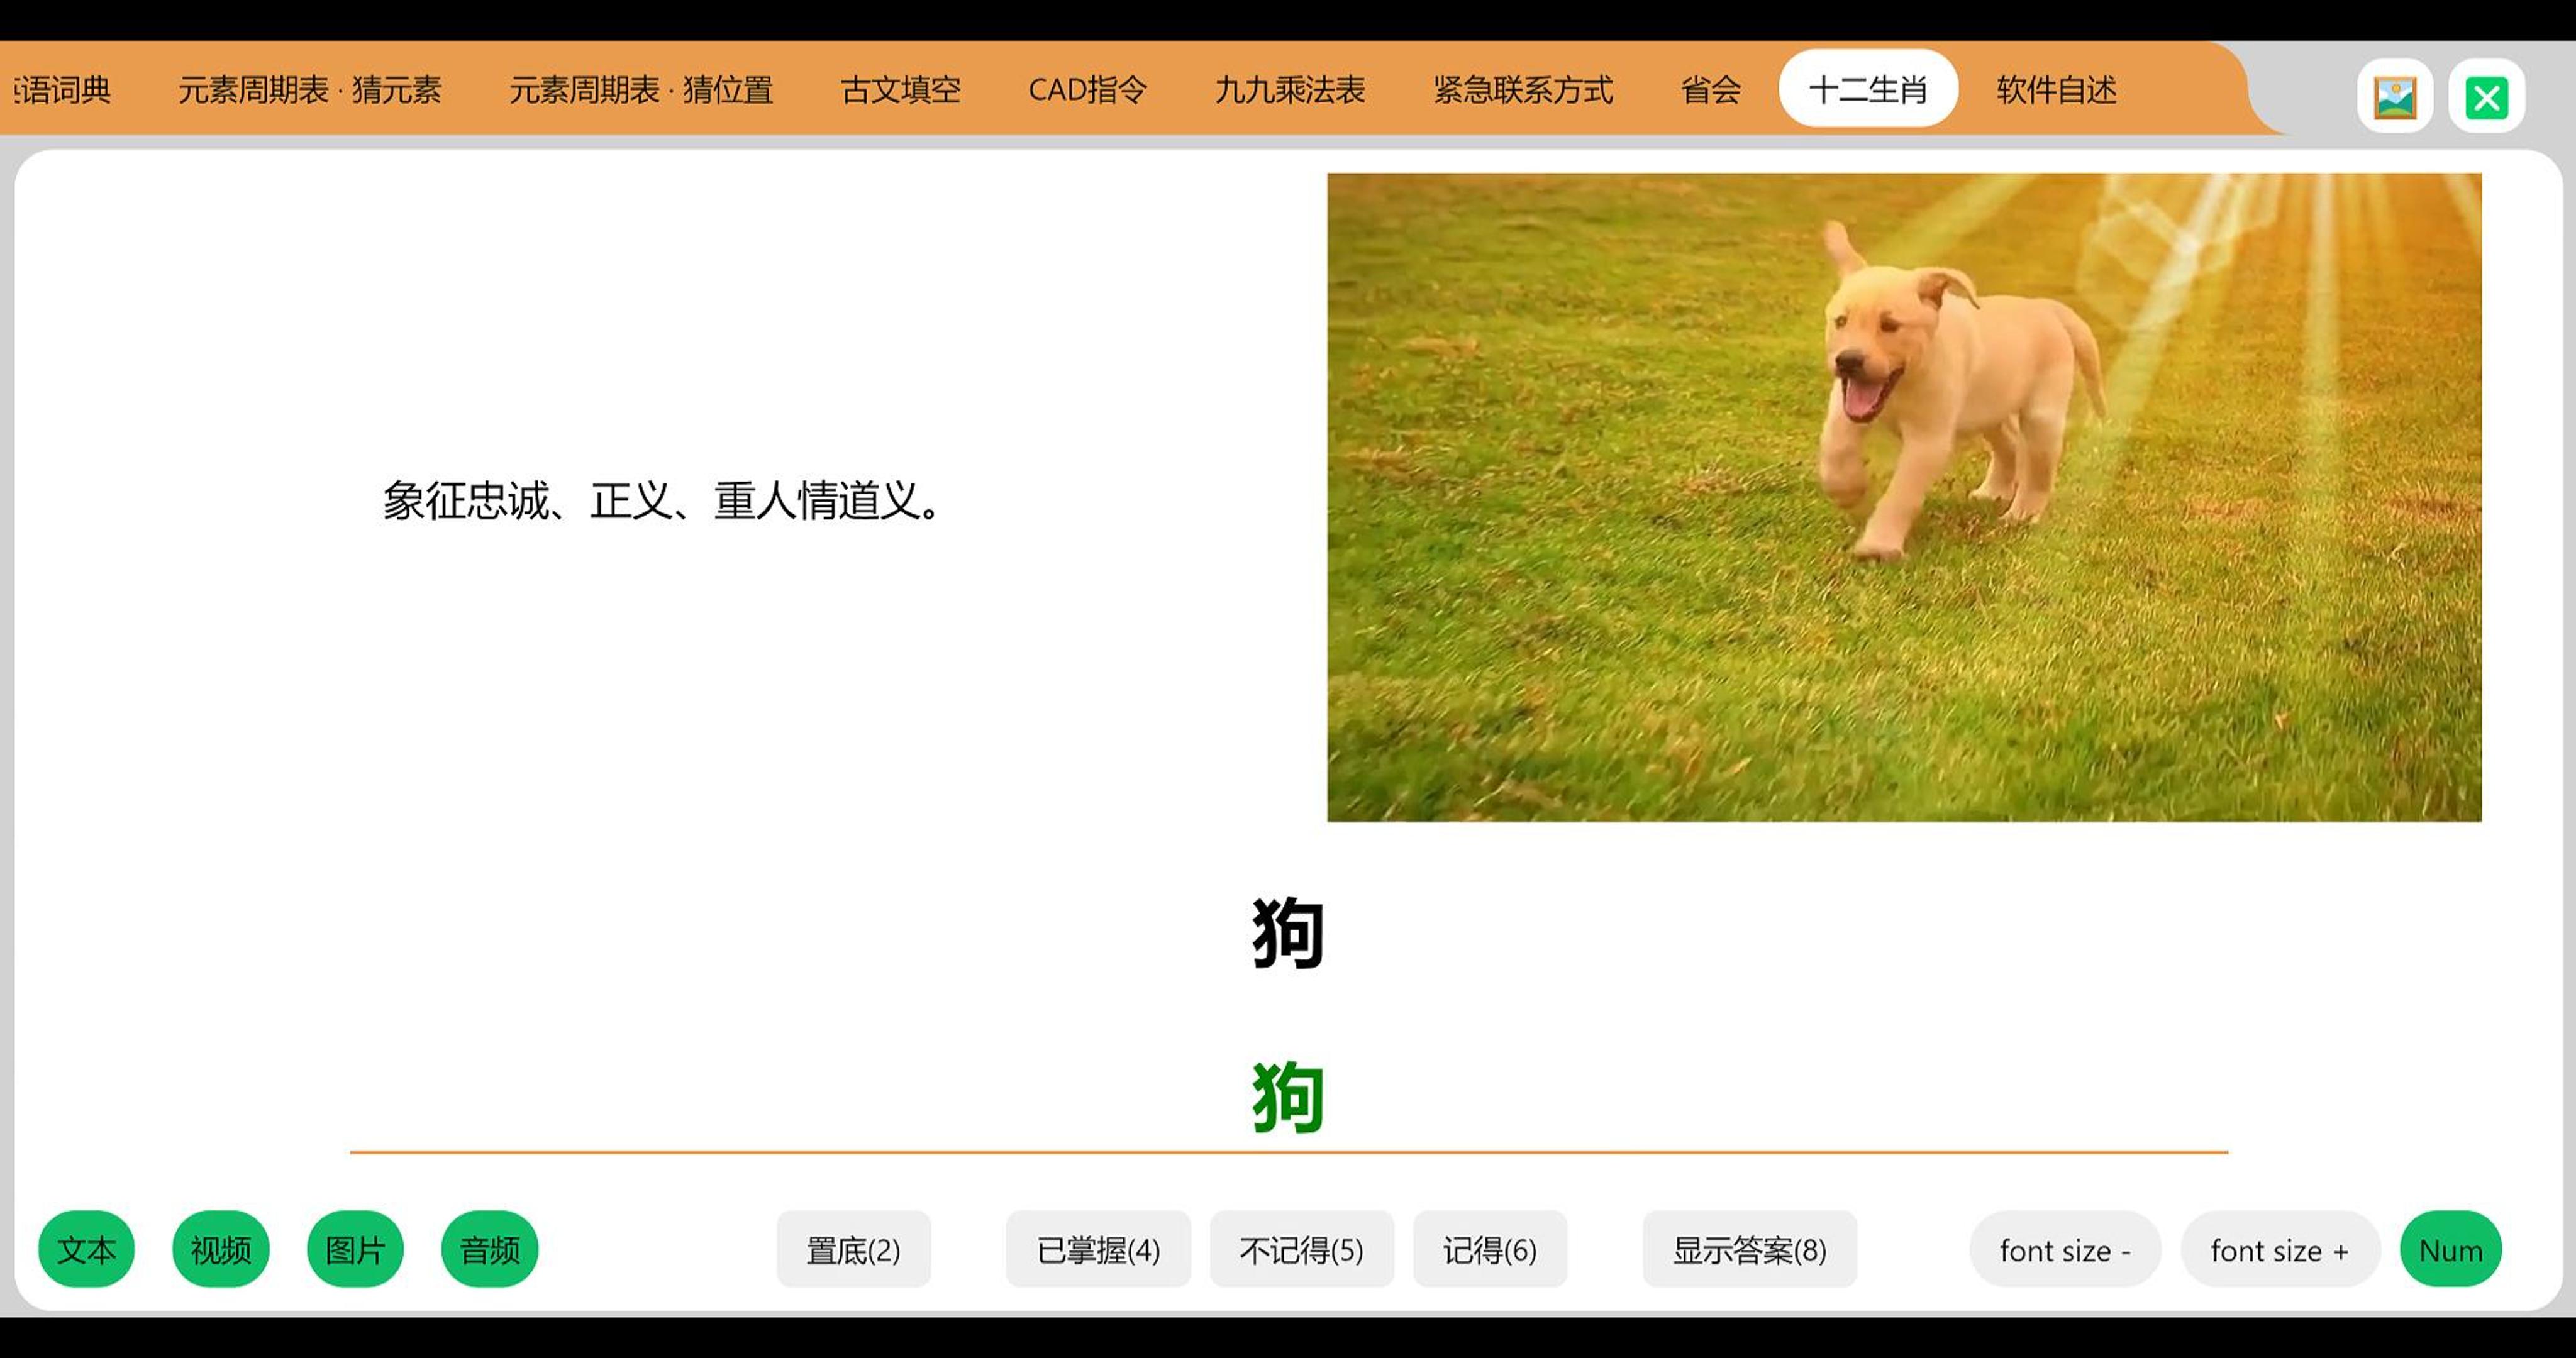 语词典 元素周期表 · 猜元素 元素周期表 · 猜位置 古文填空 CAD指令 九九乘法表 紧急联系方式 省会 十二生肖 软件自述
象征忠诚、正义、重人情道义。
狗
狗
文本 视频 图片 音频 置底(2) 已掌握(4) 不记得(5) 记得(6) 显示答案(8) font size - font size + Num